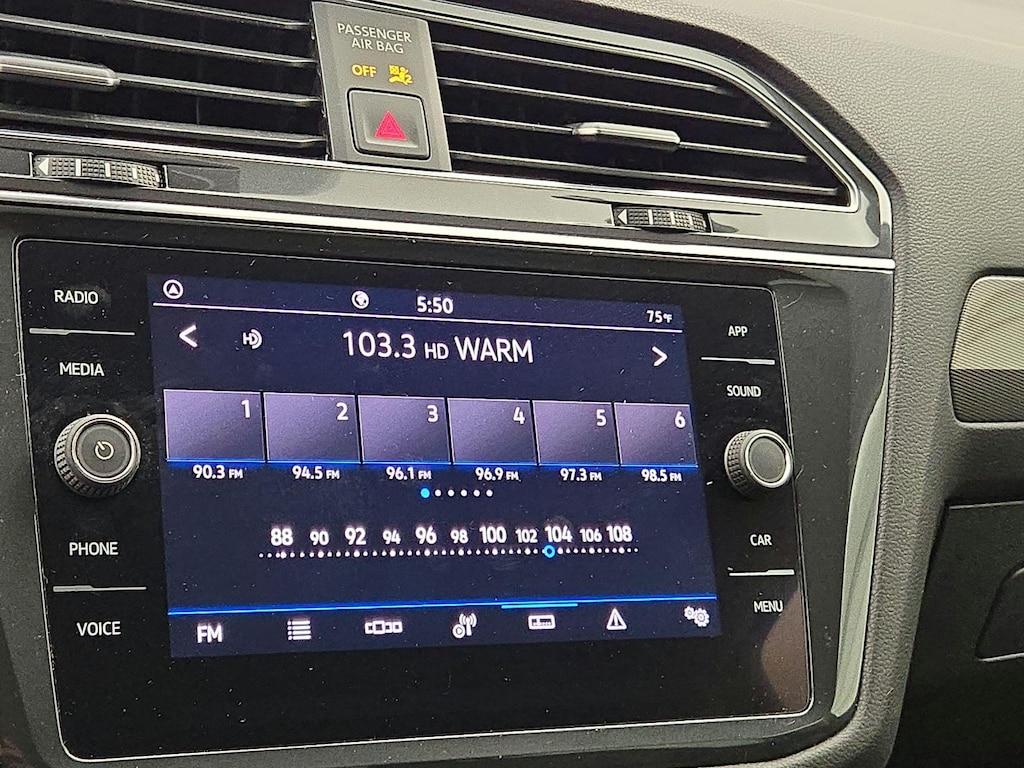 PASSENGER
AIR BAG
OFF
RADIO
MEDIA
PHONE
VOICE
5:50
75°F
HD
103.3 HD WARM
1 2 3 4 5 6
90.3 FM 94.5 FM 96.1 FM 96.9 FM 97.3 FM 98.5 FM
88 90 92 94 96 98 100 102 104 106 108
FM
APP
SOUND
CAR
MENU